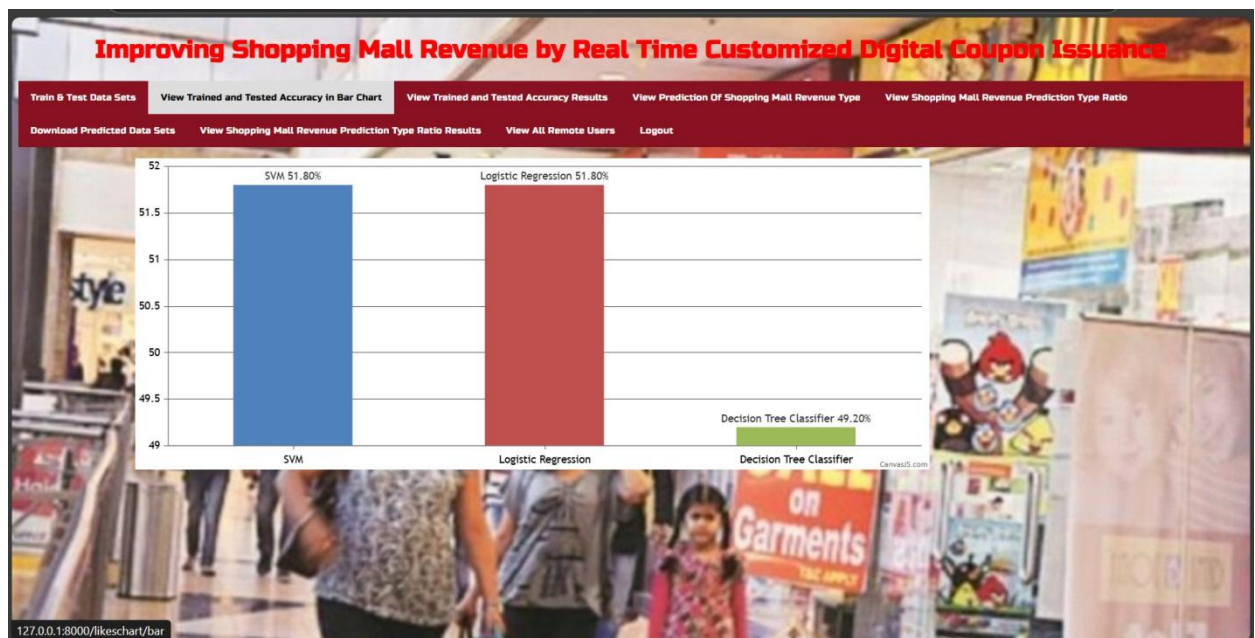 Improving Shopping Mall Revenue by Real Time Customized Digital Coupon Issuance
Train & Test Data Sets View Trained and Tested Accuracy in Bar Chart View Trained and Tested Accuracy Results View Prediction Of Shopping Mall Revenue Type View Shopping Mall Revenue Prediction Type Ratio
Download Predicted Data Sets View Shopping Mall Revenue Prediction Type Ratio Results View All Remote Users Logout
52
SVM 51.80% Logistic Regression 51.80%
51.5
51
50.5
50
49.5
Decision Tree Classifier 49.20%
49
SVM Logistic Regression Decision Tree Classifier
CanvasJS.com
style
on
Garments
T&C APPLY
127.0.0.1:8000/likeschart/bar